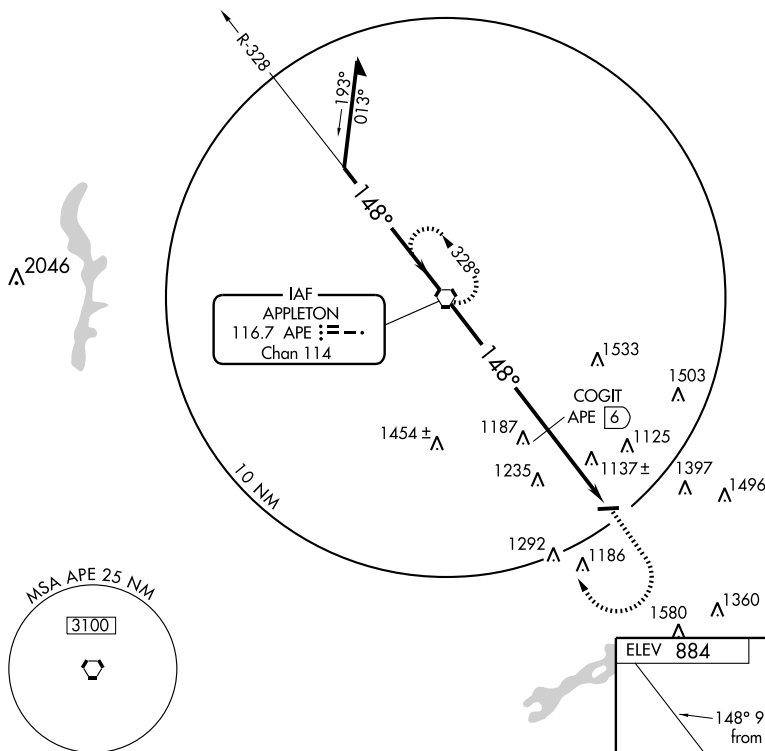 R-328
193°
013°
148°
328°
2046
IAF
APPLETON
116.7 APE
Chan 114
148°
1533
1503
COGIT
APE 6
1187
1125
1454 ±
1137 ±
1235
1397
1496
10 NM
1292
1186
1360
1580
MSA APE 25 NM
3100
ELEV 884
148° 9
from